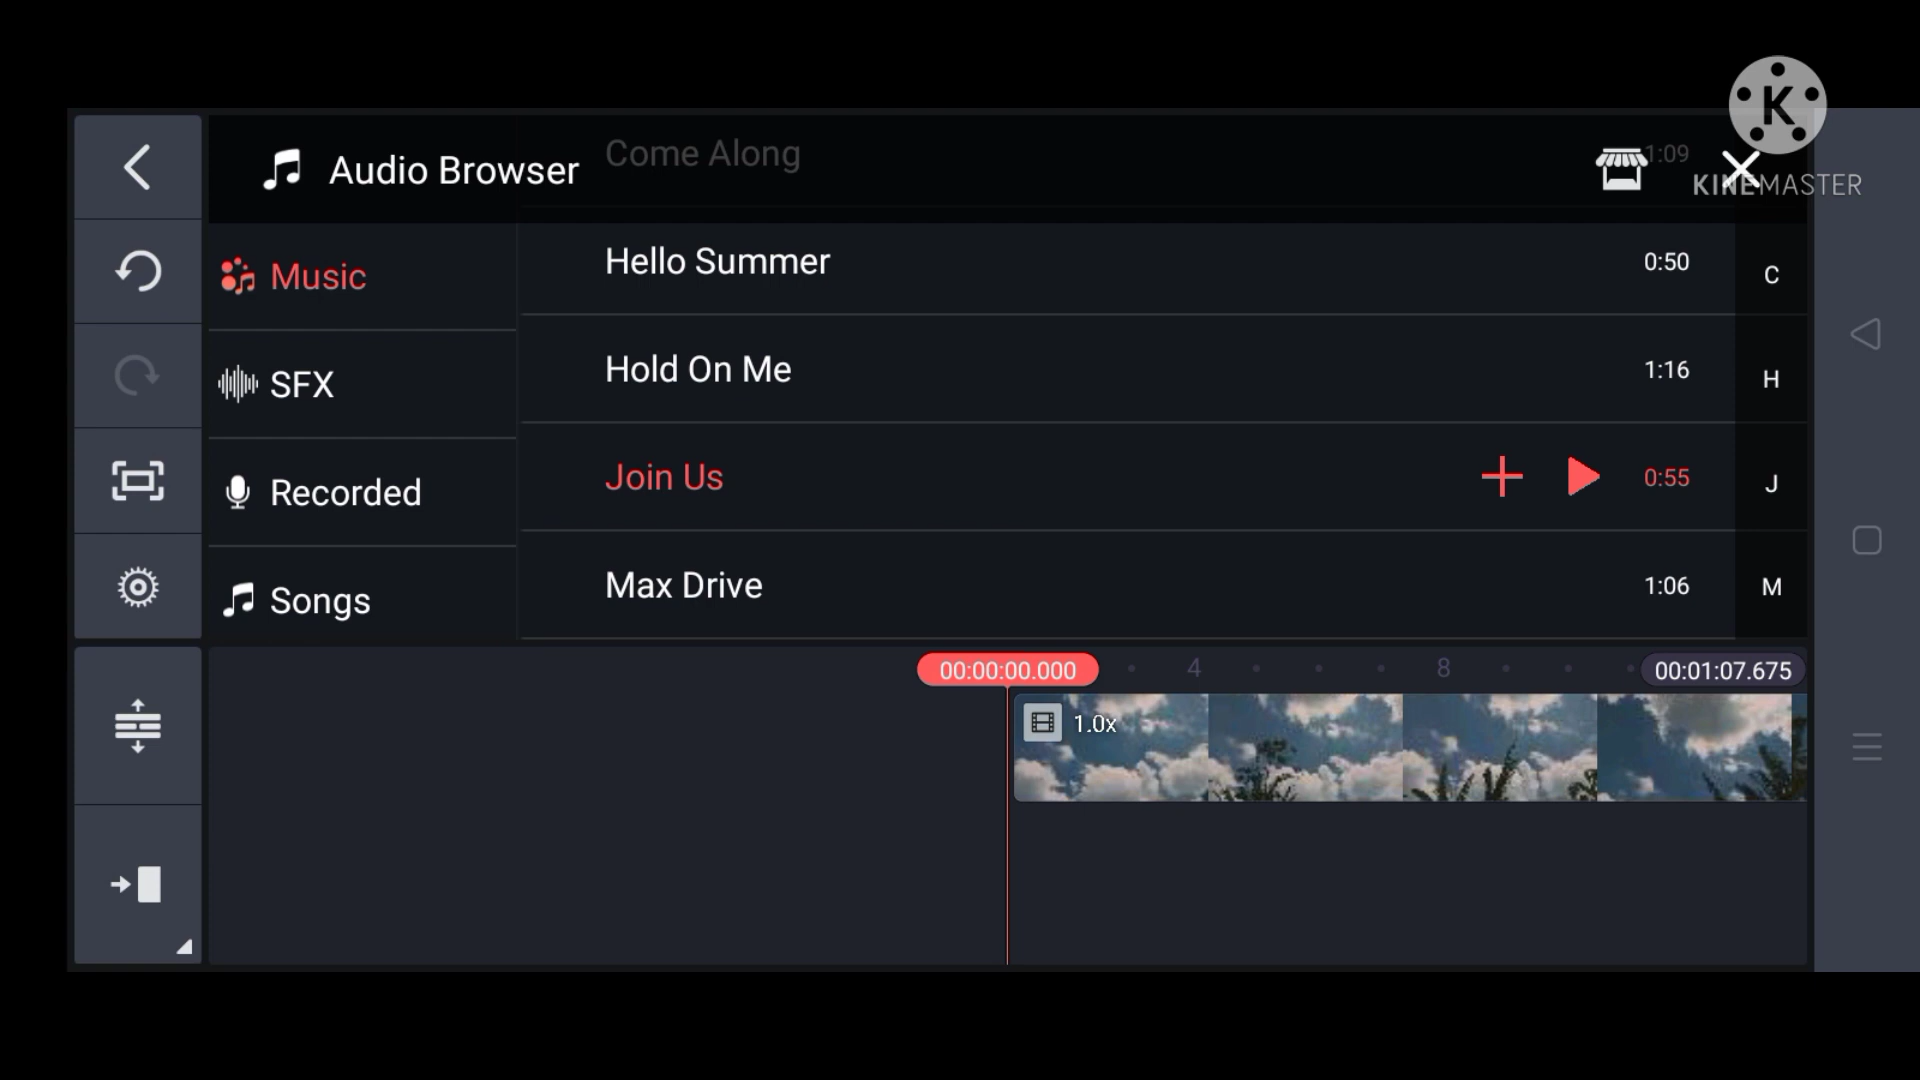 Audio Browser
Come Along 1:09
KINEMASTER
K
Music
Hello Summer 0:50 C
SFX
Hold On Me 1:16 H
Recorded
Join Us 0:55 J
Songs
Max Drive 1:06 M
00:00:00.000 4 8 00:01:07.675
1.0x